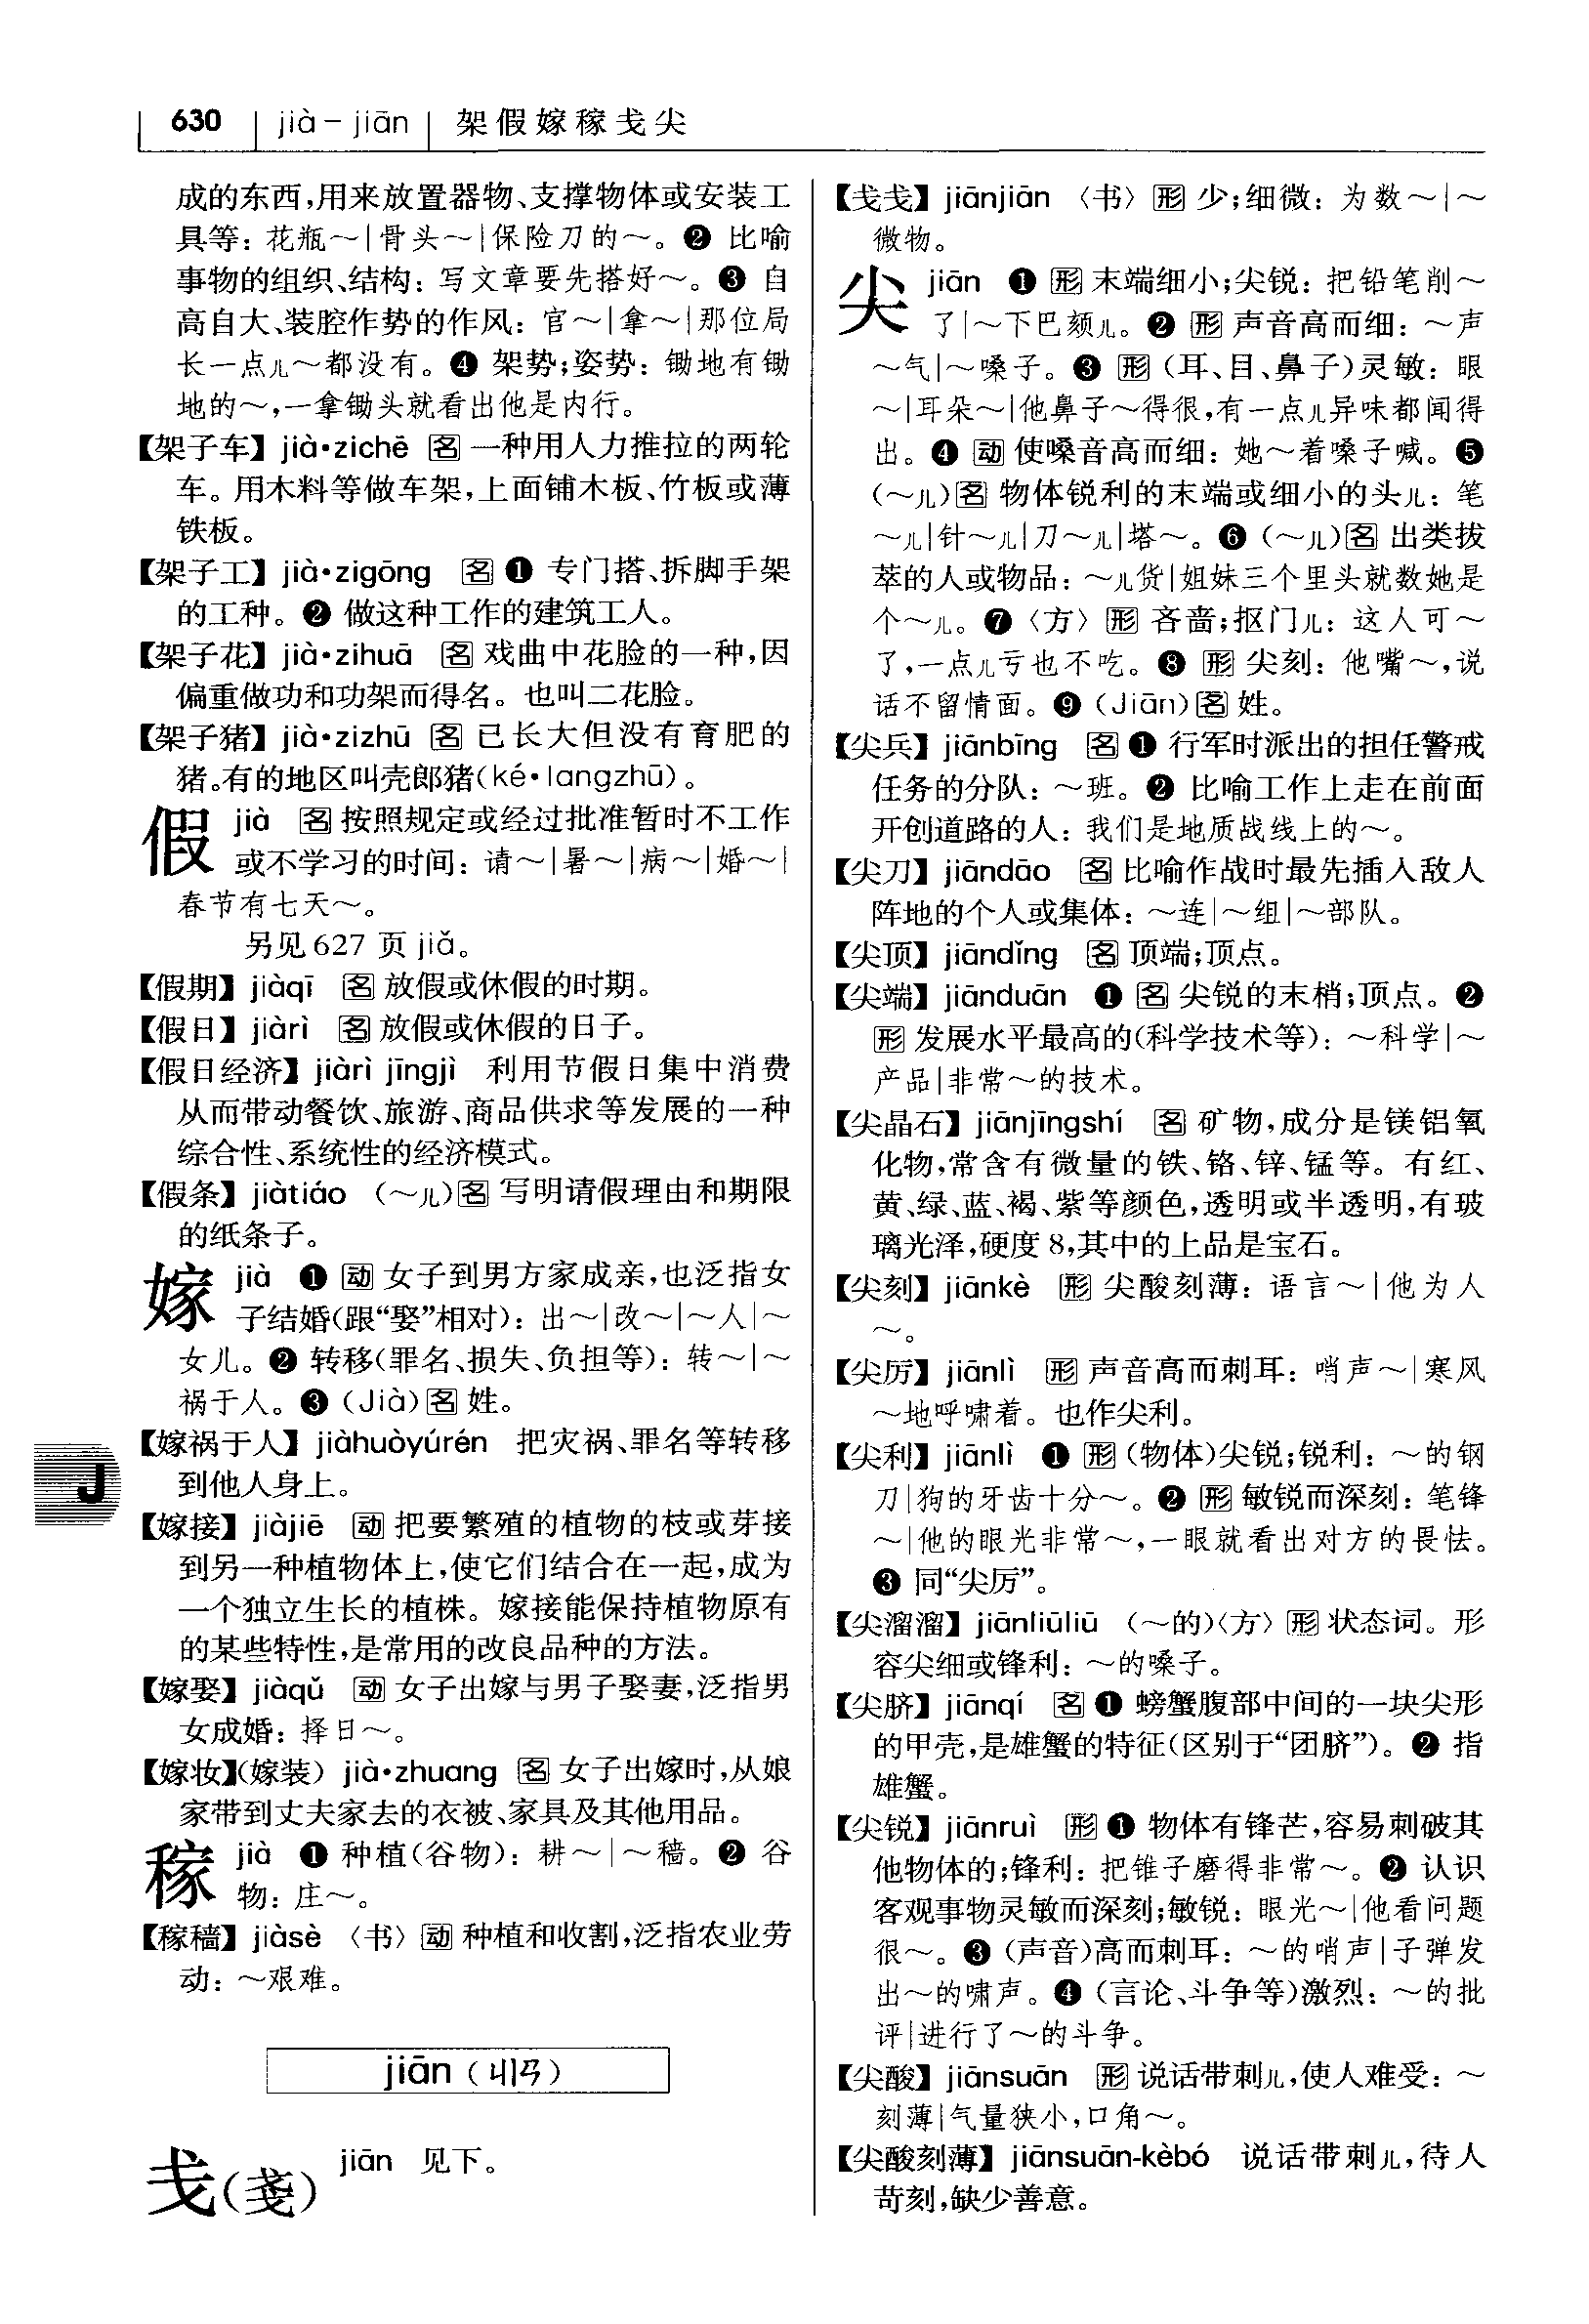 630 jià－jiān 架假嫁稼戋尖
成的东西,用来放置器物、支撑物体或安装工
具等：花瓶～|骨头～|保险刀的～。❷ 比喻
事物的组织、结构：写文章要先搭好～。❸ 自
高自大、装腔作势的作风：官～|拿～|那位局
长一点儿～都没有。❹ 架势;姿势：锄地有锄
地的～,一拿锄头就看出他是内行。
【架子车】jià·zichē 名 一种用人力推拉的两轮
车。用木料等做车架,上面铺木板、竹板或薄
铁板。
【架子工】jià·zigōng 名 ❶ 专门搭、拆脚手架
的工种。❷ 做这种工作的建筑工人。
【架子花】jià·zihuā 名 戏曲中花脸的一种,因
偏重做功和功架而得名。也叫二花脸。
【架子猪】jià·zizhū 名 已长大但没有育肥的
猪。有的地区叫壳郎猪(ké·langzhū)。
假 jià 名 按照规定或经过批准暂时不工作
或不学习的时间：请～|暑～|病～|婚～|
春节有七天～。
另见627 页 jiǎ。
【假期】jiàqī 名 放假或休假的时期。
【假日】jiàrì 名 放假或休假的日子。
【假日经济】jiàrì jīngjì 利用节假日集中消费
从而带动餐饮、旅游、商品供求等发展的一种
综合性、系统性的经济模式。
【假条】jiàtiáo （～儿）名 写明请假理由和期限
的纸条子。
嫁 jià ❶ 动 女子到男方家成亲,也泛指女
子结婚(跟“娶”相对)：出～|改～|～人|～
女儿。❷ 转移(罪名、损失、负担等)：转～|～
祸于人。❸ (Jià)名 姓。
【嫁祸于人】jiàhuòyúrén 把灾祸、罪名等转移
到他人身上。
【嫁接】jiàjiē 动 把要繁殖的植物的枝或芽接
到另一种植物体上,使它们结合在一起,成为
一个独立生长的植株。嫁接能保持植物原有
的某些特性,是常用的改良品种的方法。
【嫁娶】jiàqǔ 动 女子出嫁与男子娶妻,泛指男
女成婚：择日～。
【嫁妆】(嫁装) jià·zhuang 名 女子出嫁时,从娘
家带到丈夫家去的衣被、家具及其他用品。
稼 jià ❶ 种植(谷物)：耕～|～穑。❷ 谷
物：庄～。
【稼穑】jiàsè 〈书〉动 种植和收割,泛指农业劳
动：～艰难。
J
jiān (ㄐㄧㄢ)
戋(戔) jiān 见下。
【戋戋】jiānjiān 〈书〉形 少;细微：为数～|～
微物。
尖 jiān ❶ 形 末端细小;尖锐：把铅笔削～
了|～下巴颏儿。❷ 形 声音高而细：～声
～气|～嗓子。❸ 形 (耳、目、鼻子)灵敏：眼
～|耳朵～|他鼻子～得很,有一点儿异味都闻得
出。❹ 动 使嗓音高而细：她～着嗓子喊。❺
(～儿)名 物体锐利的末端或细小的头儿：笔
～儿|针～儿|刀～儿|塔～。❻ (～儿)名 出类拔
萃的人或物品：～儿货|姐妹三个里头就数她是
个～儿。❼ 〈方〉形 吝啬;抠门儿：这人可～
了,一点儿亏也不吃。❽ 形 尖刻：他嘴～,说
话不留情面。❾ (Jiān)名 姓。
【尖兵】jiānbīng 名 ❶ 行军时派出的担任警戒
任务的分队：～班。❷ 比喻工作上走在前面
开创道路的人：我们是地质战线上的～。
【尖刀】jiāndāo 名 比喻作战时最先插入敌人
阵地的个人或集体：～连|～组|～部队。
【尖顶】jiāndǐng 名 顶端;顶点。
【尖端】jiānduān ❶ 名 尖锐的末梢;顶点。❷
形 发展水平最高的(科学技术等)：～科学|～
产品|非常～的技术。
【尖晶石】jiānjīngshí 名 矿物,成分是镁铝氧
化物,常含有微量的铁、铬、锌、锰等。有红、
黄、绿、蓝、褐、紫等颜色,透明或半透明,有玻
璃光泽,硬度 8,其中的上品是宝石。
【尖刻】jiānkè 形 尖酸刻薄：语言～|他为人
～。
【尖厉】jiānlì 形 声音高而刺耳：哨声～|寒风
～地呼啸着。也作尖利。
【尖利】jiānlì ❶ 形 (物体)尖锐;锐利：～的钢
刀|狗的牙齿十分～。❷ 形 敏锐而深刻：笔锋
～|他的眼光非常～,一眼就看出对方的畏怯。
❸ 同“尖厉”。
【尖溜溜】jiānliūliū （～的）〈方〉形 状态词。形
容尖细或锋利：～的嗓子。
【尖脐】jiānqí 名 ❶ 螃蟹腹部中间的一块尖形
的甲壳,是雄蟹的特征(区别于“团脐”)。❷ 指
雄蟹。
【尖锐】jiānruì 形 ❶ 物体有锋芒,容易刺破其
他物体的;锋利：把锥子磨得非常～。❷ 认识
客观事物灵敏而深刻;敏锐：眼光～|他看问题
很～。❸ (声音)高而刺耳：～的哨声|子弹发
出～的啸声。❹ (言论、斗争等)激烈：～的批
评|进行了～的斗争。
【尖酸】jiānsuān 形 说话带刺儿,使人难受：～
刻薄|气量狭小,口角～。
【尖酸刻薄】jiānsuān-kèbó 说话带刺儿,待人
苛刻,缺少善意。